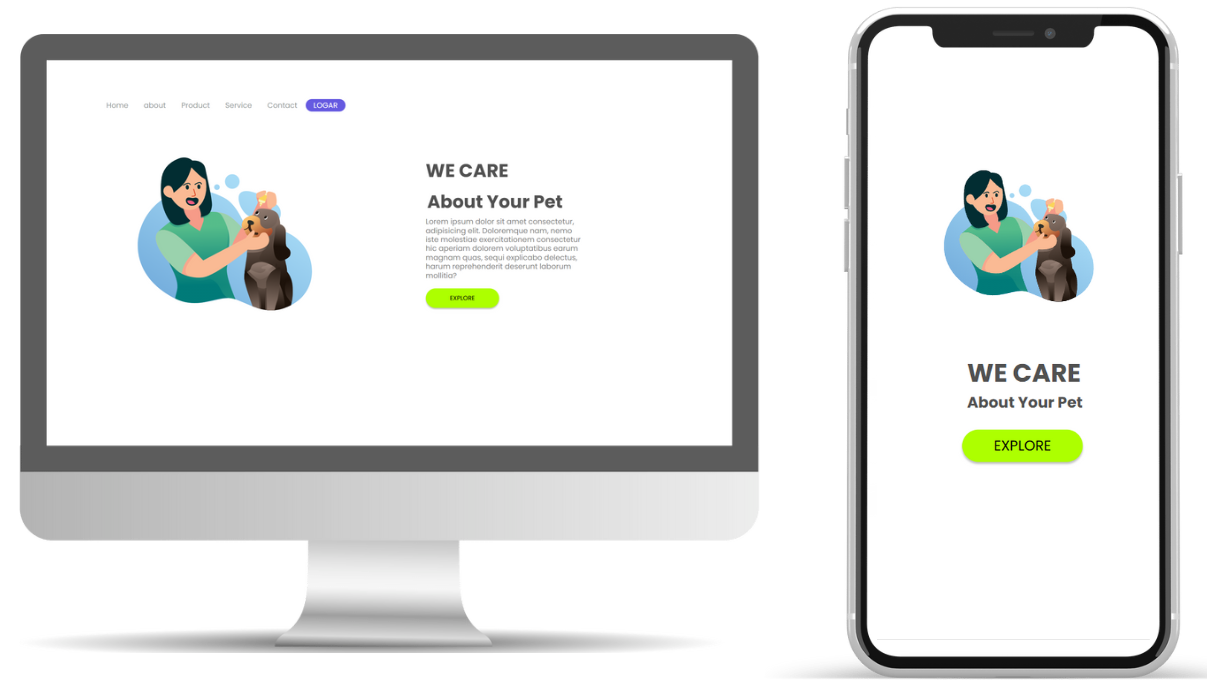 Home about Product Service Contact LOGAR
WE CARE
About Your Pet
Lorem ipsum dolor sit amet consectetur,
adipisicing elit. Doloremque nam, nemo
iste molestiae exercitationem consectetur
hic aperiam dolorem voluptatibus earum
magnam quas, sequi explicabo delectus,
harum reprehenderit deserunt laborum
mollitia?
EXPLORE
WE CARE
About Your Pet
EXPLORE